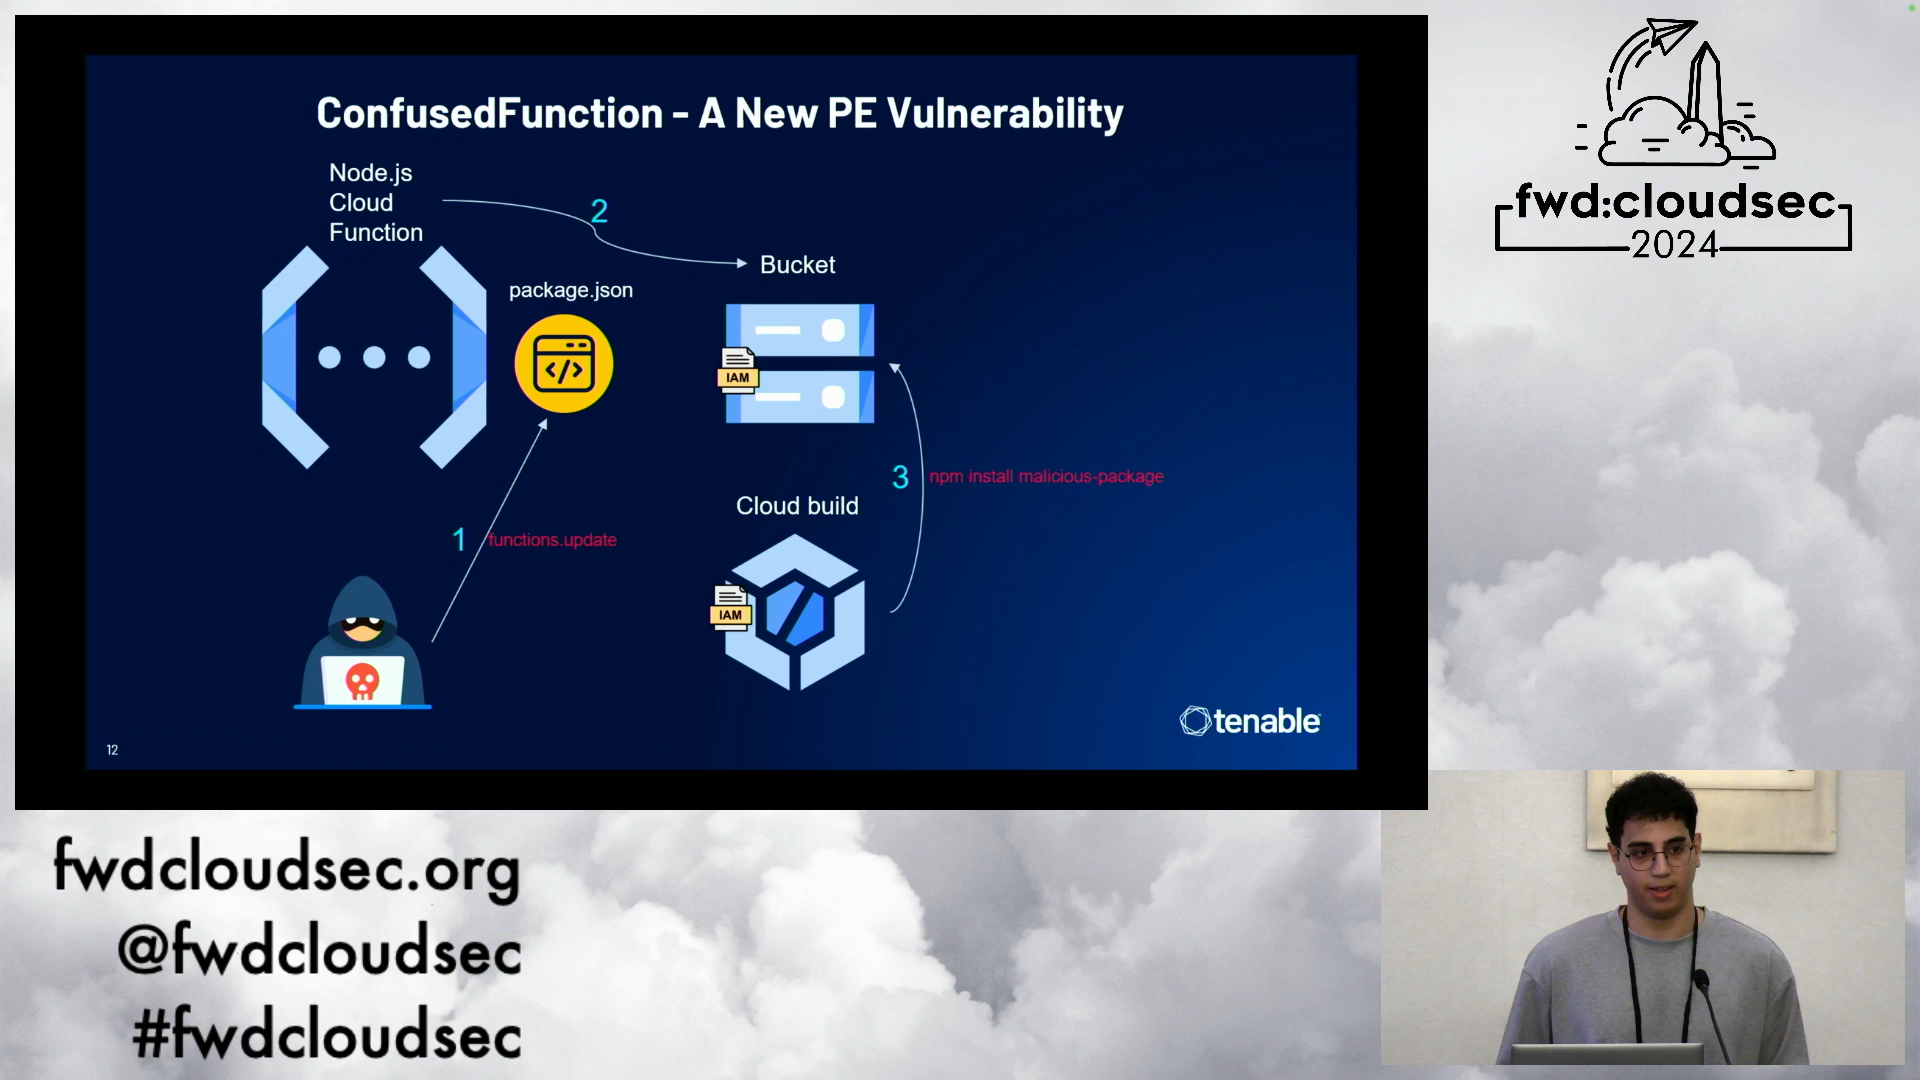 ConfusedFunction - A New PE Vulnerability
Node.js
Cloud
Function
2
Bucket
package.json
IAM
3
npm install malicious-package
Cloud build
1
functions.update
IAM
tenable
12
fwd:cloudsec
2024
fwdcloudsec.org
@fwdcloudsec
#fwdcloudsec